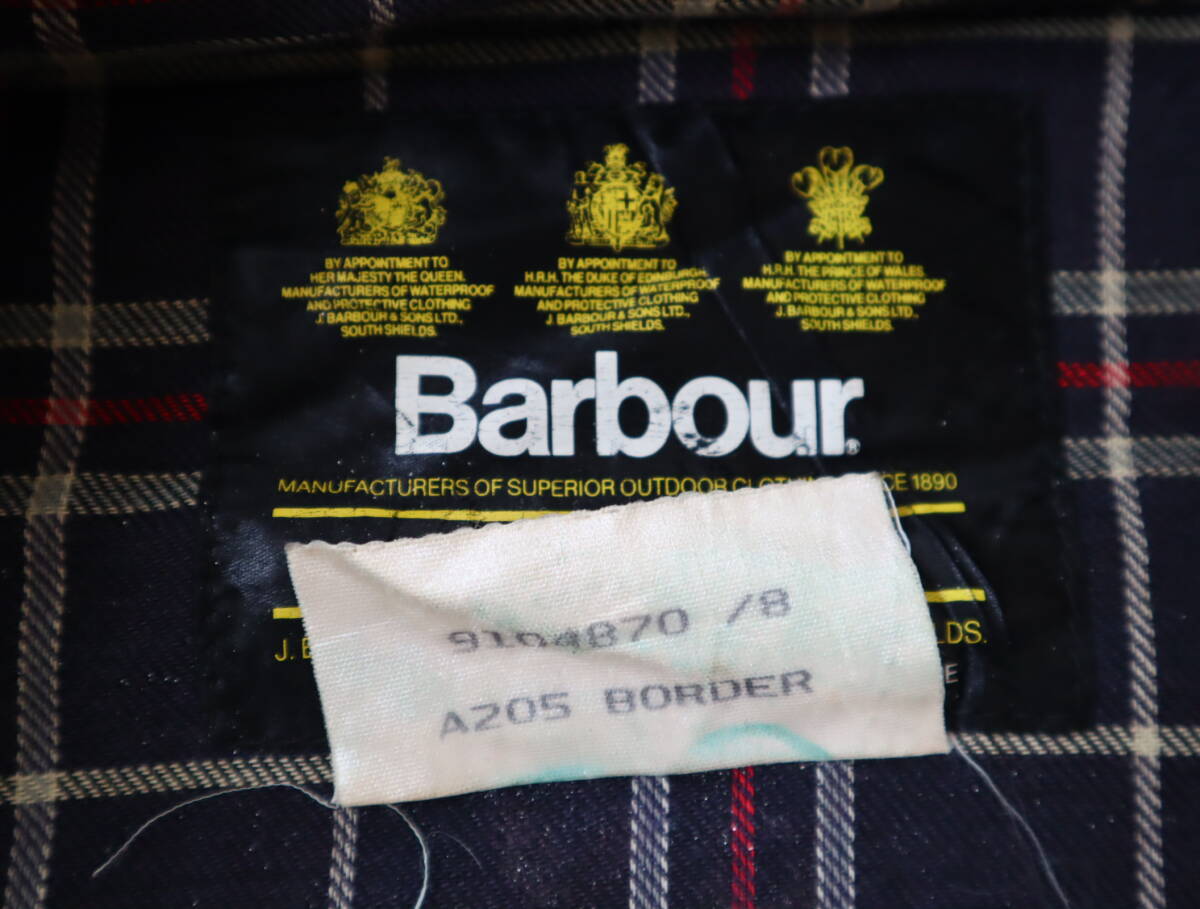 BY APPOINTMENT TO
HER MAJESTY THE QUEEN.
MANUFACTURERS OF WATERPROOF
AND PROTECTIVE CLOTHING
J. BARBOUR & SONS LTD.,
SOUTH SHIELDS.
BY APPOINTMENT TO
H.R.H. THE DUKE OF EDINBURGH.
MANUFACTURERS OF WATERPROOF
AND PROTECTIVE CLOTHING
J. BARBOUR & SONS LTD.,
SOUTH SHIELDS.
BY APPOINTMENT TO
H.R.H. THE PRINCE OF WALES.
MANUFACTURERS OF WATERPROOF
AND PROTECTIVE CLOTHING
J. BARBOUR & SONS LTD.,
SOUTH SHIELDS.
Barbour®
MANUFACTURERS OF SUPERIOR OUTDOOR 1890
9104870 /8
A205 BORDER
J. LDS.
E